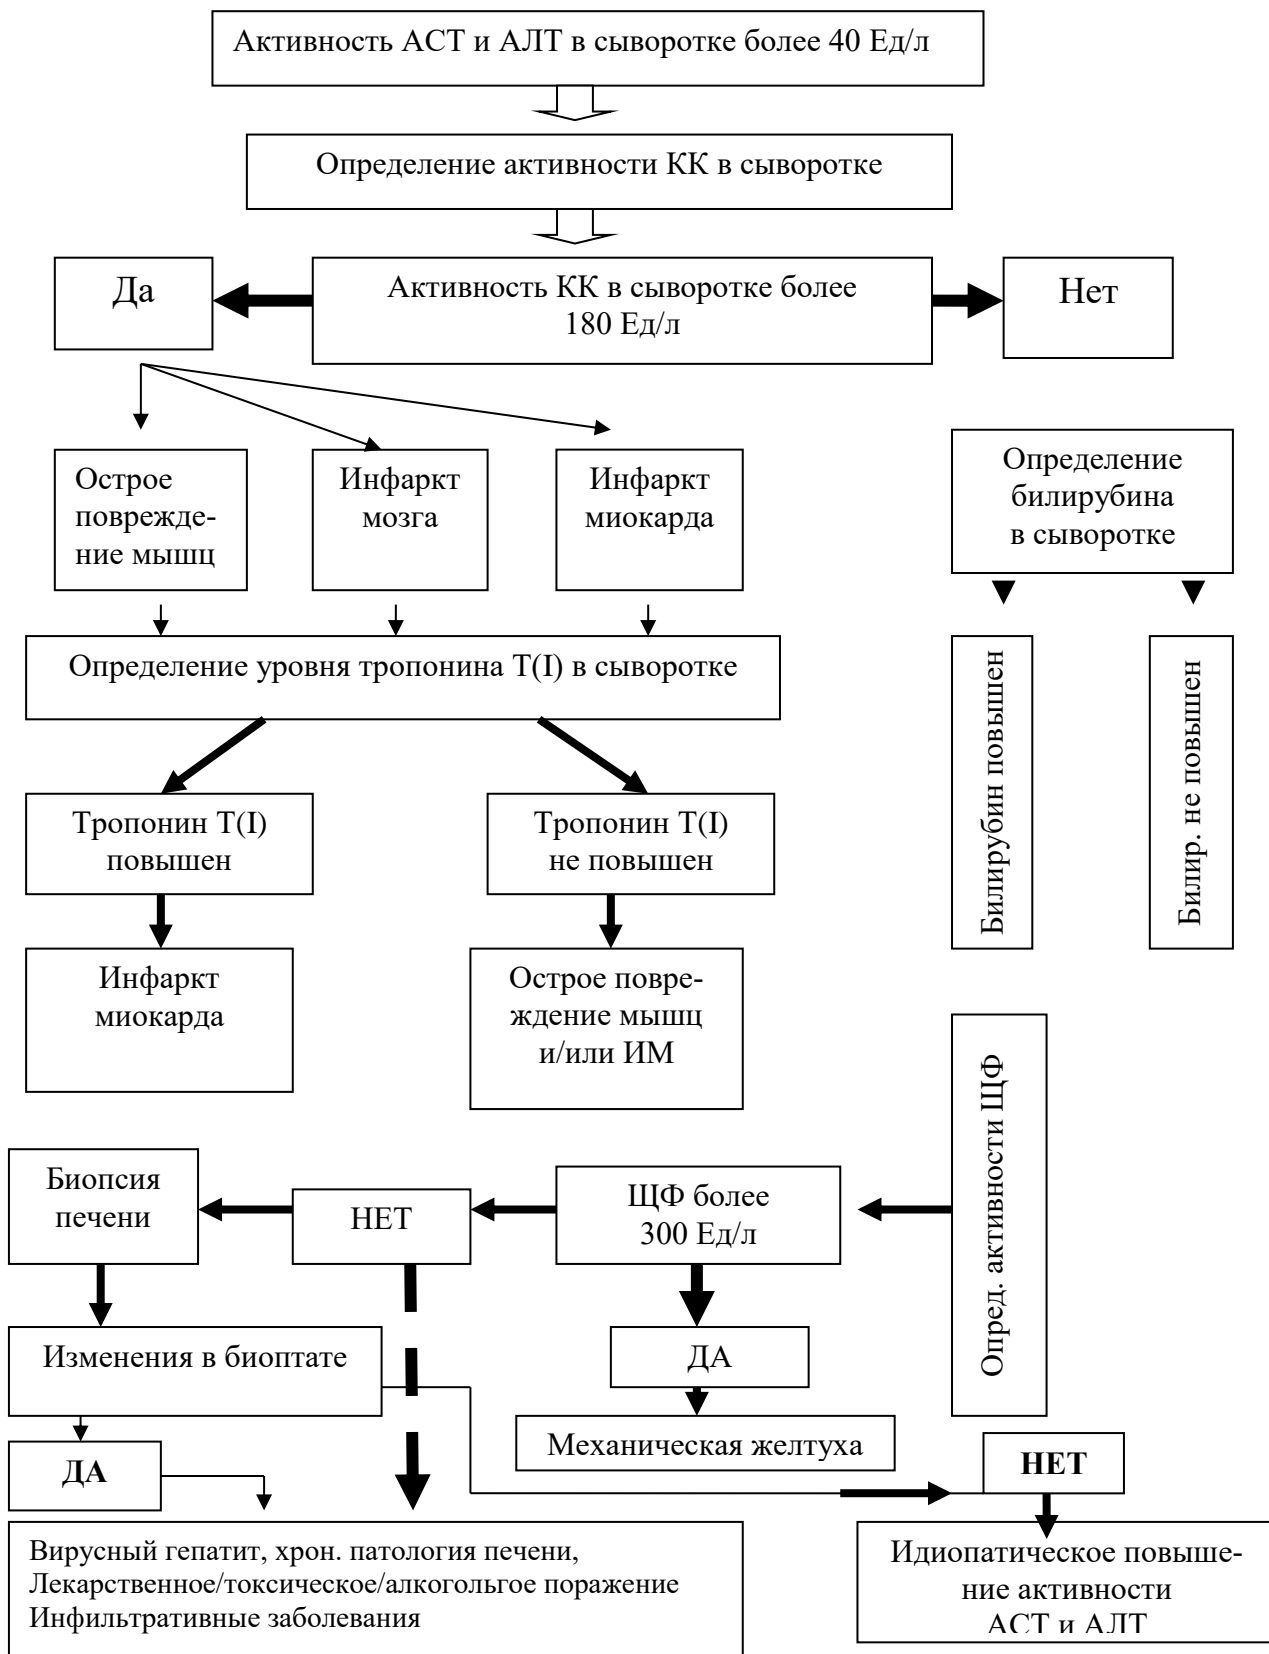 Активность АСТ и АЛТ в сыворотке более 40 Ед/л
Определение активности КК в сыворотке
Да
Активность КК в сыворотке более
180 Ед/л
Нет
Острое
повреждe-
ние мышц
Инфаркт
мозга
Инфаркт
миокарда
Определение
билирубина
в сыворотке
Определение уровня тропонина Т(I) в сыворотке
Билирубин повышен
Билир. не повышен
Тропонин Т(I)
повышен
Тропонин Т(I)
не повышен
Инфаркт
миокарда
Острое повре-
ждение мышц
и/или ИМ
Опред. активности ЩФ
Биопсия
печени
НЕТ
ЩФ более
300 Ед/л
Изменения в биоптате
ДА
Механическая желтуха
ДА
НЕТ
Вирусный гепатит, хрон. патология печени,
Лекарственное/токсическое/алкогольгое поражение
Инфильтративные заболевания
Идиопатическое повыше-
ние активности
АСТ и АЛТ